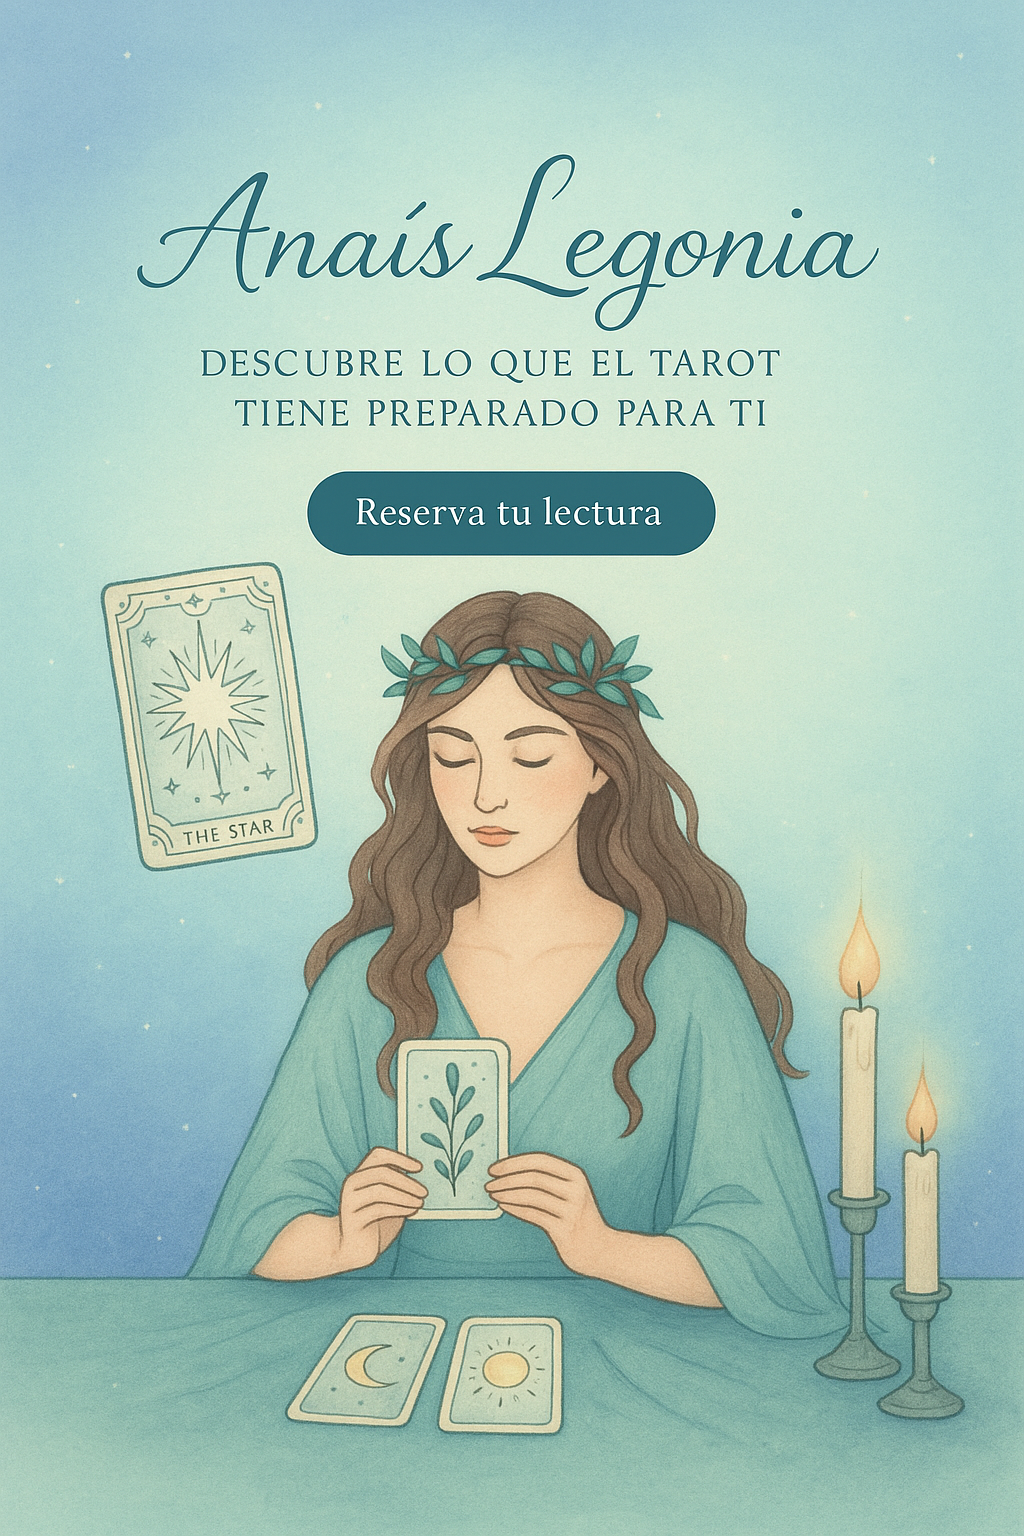 Anaís Legonia
DESCUBRE LO QUE EL TAROT
TIENE PREPARADO PARA TI
Reserva tu lectura
THE STAR